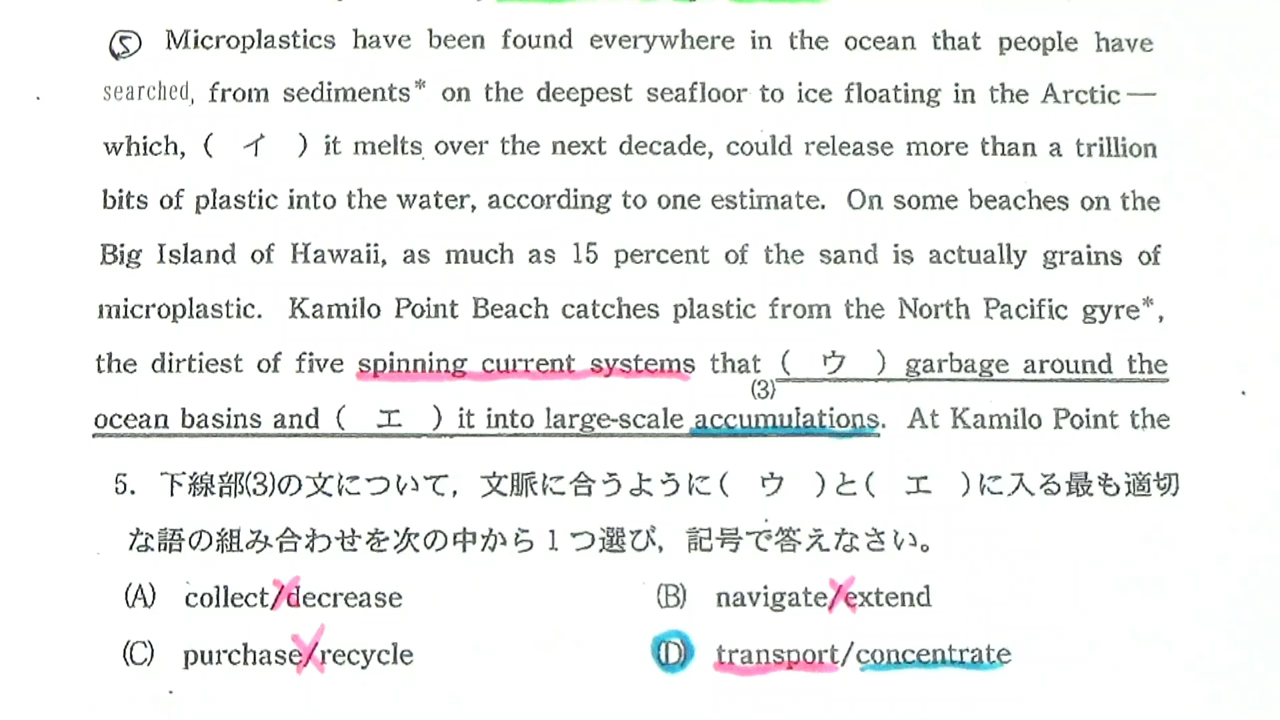 ⑤ Microplastics have been found everywhere in the ocean that people have
searched, from sediments* on the deepest seafloor to ice floating in the Arctic—
which, ( イ ) it melts over the next decade, could release more than a trillion
bits of plastic into the water, according to one estimate. On some beaches on the
Big Island of Hawaii, as much as 15 percent of the sand is actually grains of
microplastic. Kamilo Point Beach catches plastic from the North Pacific gyre*,
the dirtiest of five spinning current systems that ( ウ ) garbage around the
(3)
ocean basins and ( エ ) it into large-scale accumulations. At Kamilo Point the
5. 下線部(3)の文について，文脈に合うように( ウ )と( エ )に入る最も適切
な語の組み合わせを次の中から1つ選び，記号で答えなさい。
(A) collect/decrease (B) navigate/extend
(C) purchase/recycle (D) transport/concentrate